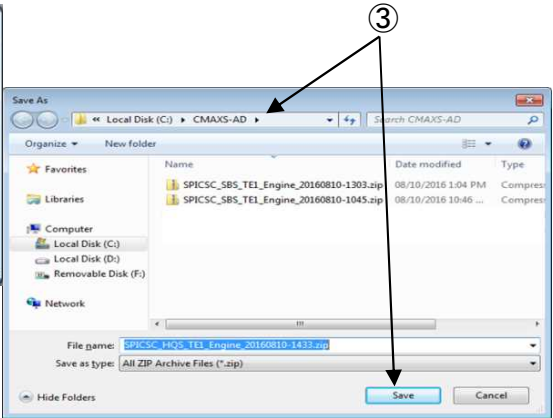 ③
Save As
« Local Disk (C:) ▸ CMAXS-AD ▸ Search CMAXS-AD
Organize ▾ New folder
Name Date modified Type
Favorites
SPICSC_SBS_TE1_Engine_20160810-1303.zip 08/10/2016 1:04 PM Compres
SPICSC_SBS_TE1_Engine_20160810-1045.zip 08/10/2016 10:46 ... Compres
Libraries
Computer
Local Disk (C:)
Local Disk (D:)
Removable Disk (F:)
Network
File name: SPICSC_HQS_TE1_Engine_20160810-1433.zip
Save as type: All ZIP Archive Files (*.zip)
Hide Folders Save Cancel